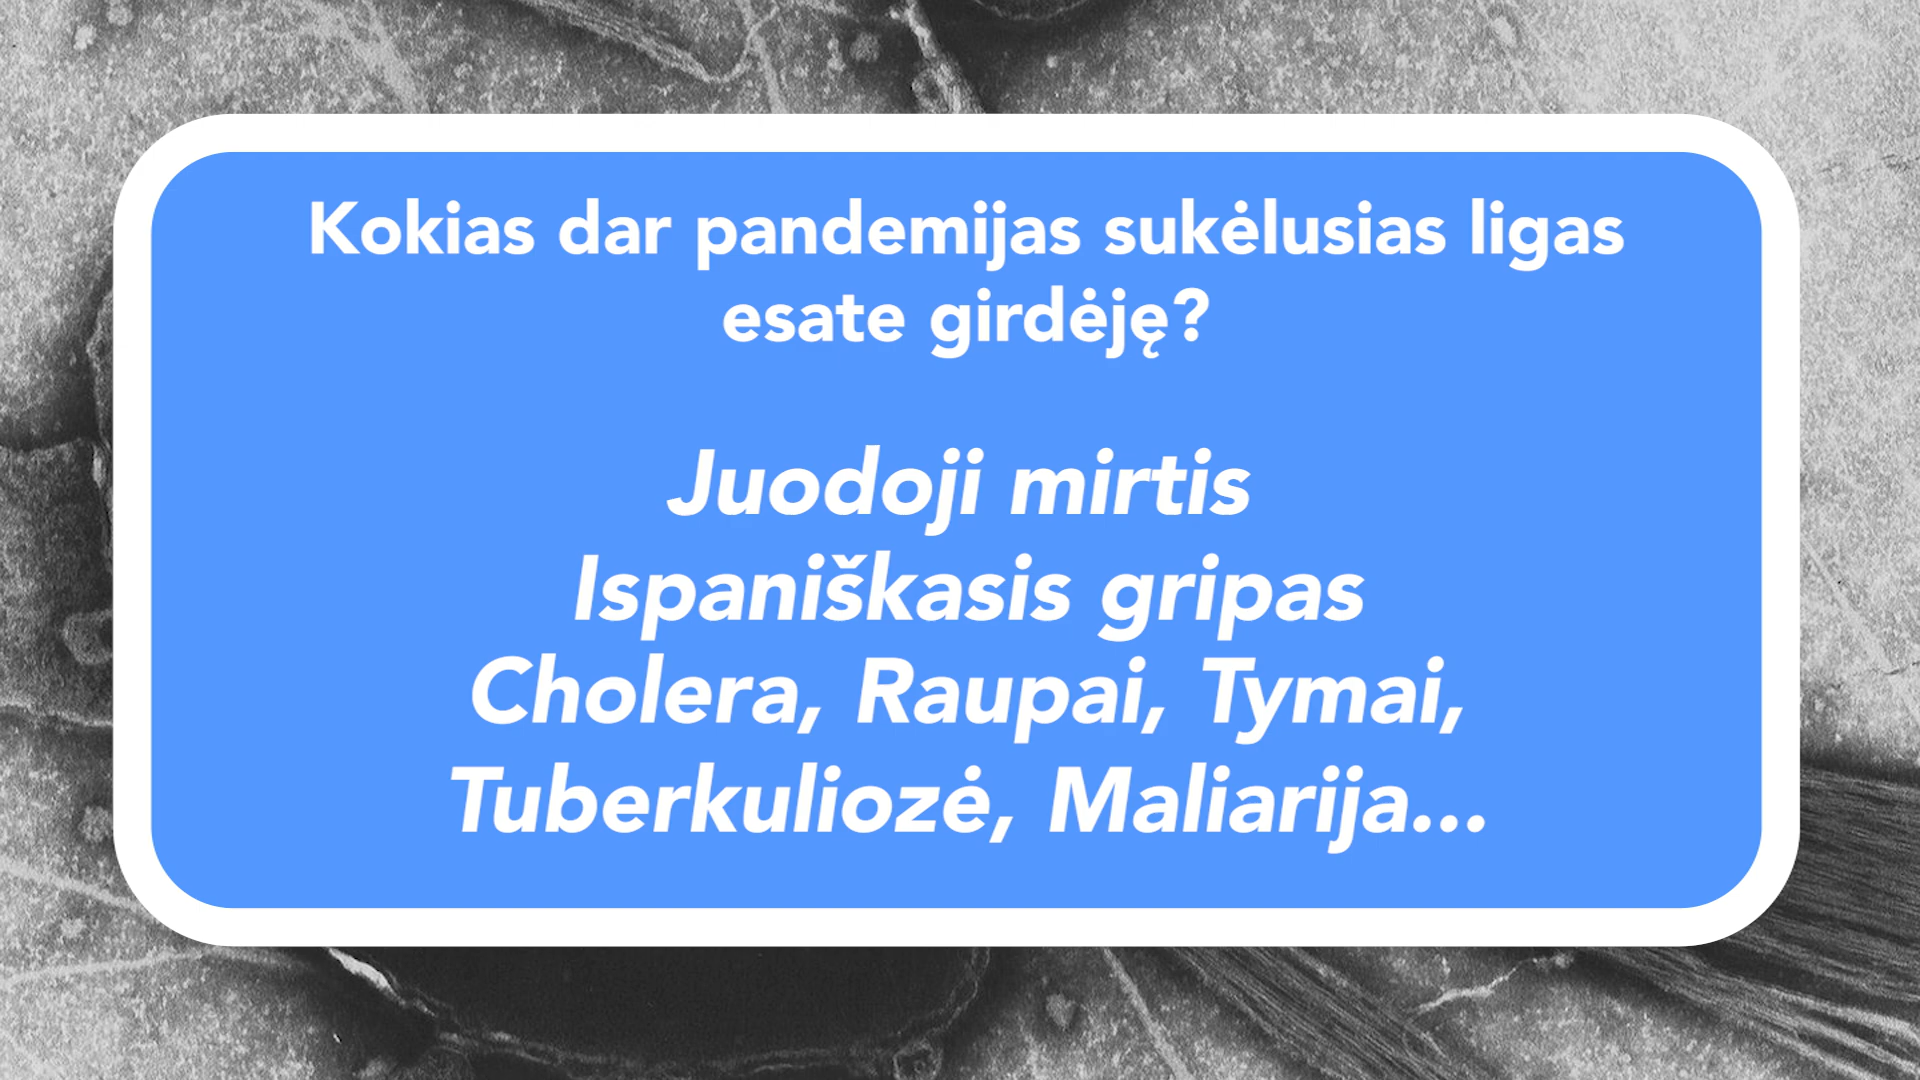 Kokias dar pandemijas sukėlusias ligas
esate girdėję?
Juodoji mirtis
Ispaniškasis gripas
Cholera, Raupai, Tymai,
Tuberkuliozė, Maliarija...